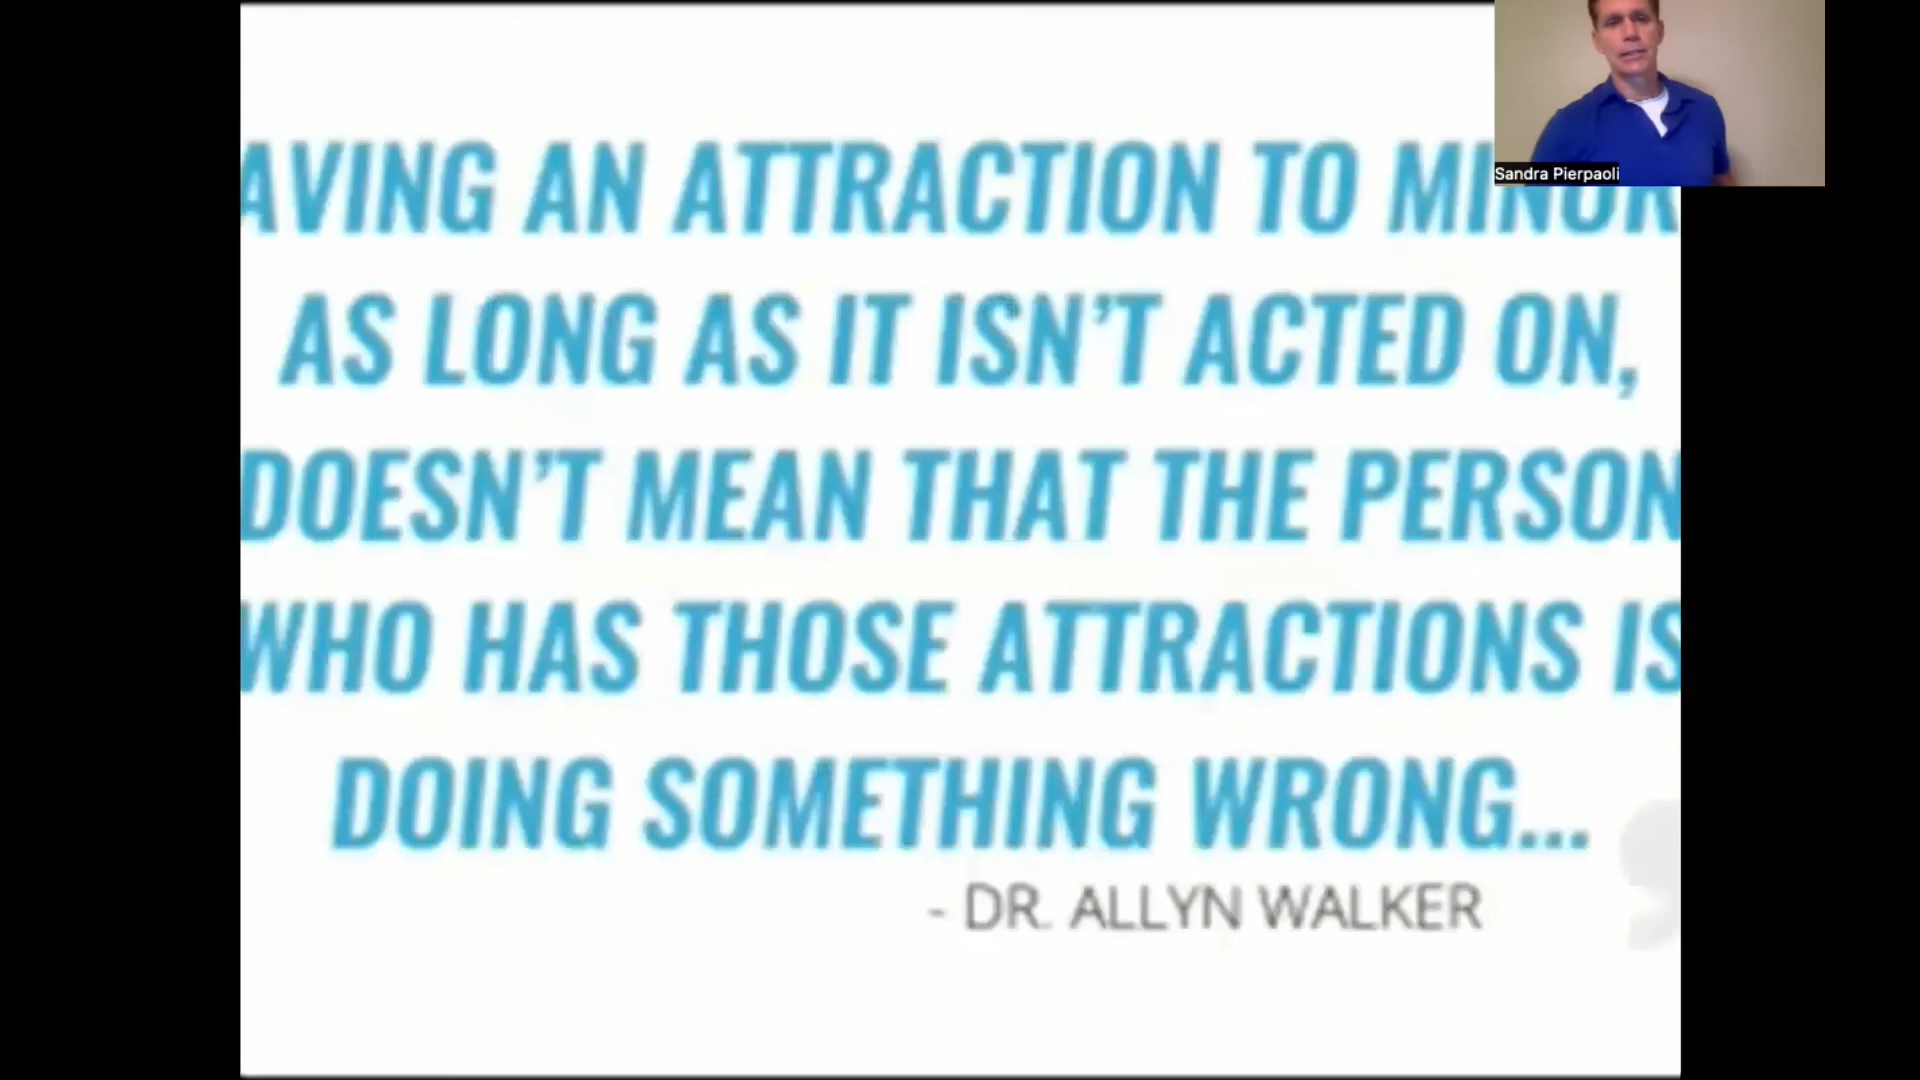 AVING AN ATTRACTION TO MINOR
AS LONG AS IT ISN'T ACTED ON,
DOESN'T MEAN THAT THE PERSON
WHO HAS THOSE ATTRACTIONS IS
DOING SOMETHING WRONG...
- DR. ALLYN WALKER
Sandra Pierpaoli